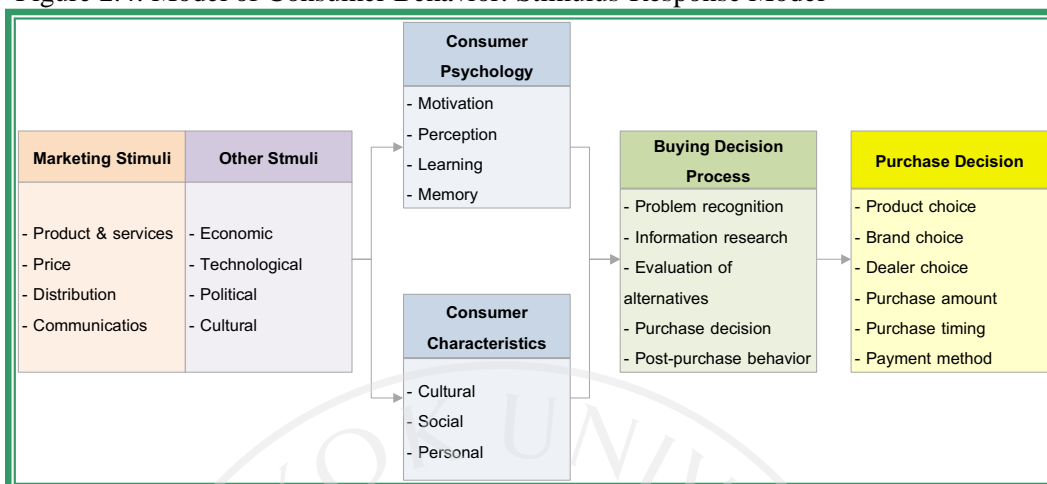 Figure 2.4: Model of Consumer Behavior: Stimulus-Response Model
Marketing Stimuli
- Product & services
- Price
- Distribution
- Communicatios
Other Stmuli
- Economic
- Technological
- Political
- Cultural
Consumer
Psychology
- Motivation
- Perception
- Learning
- Memory
Consumer
Characteristics
- Cultural
- Social
- Personal
Buying Decision
Process
- Problem recognition
- Information research
- Evaluation of
alternatives
- Purchase decision
- Post-purchase behavior
Purchase Decision
- Product choice
- Brand choice
- Dealer choice
- Purchase amount
- Purchase timing
- Payment method